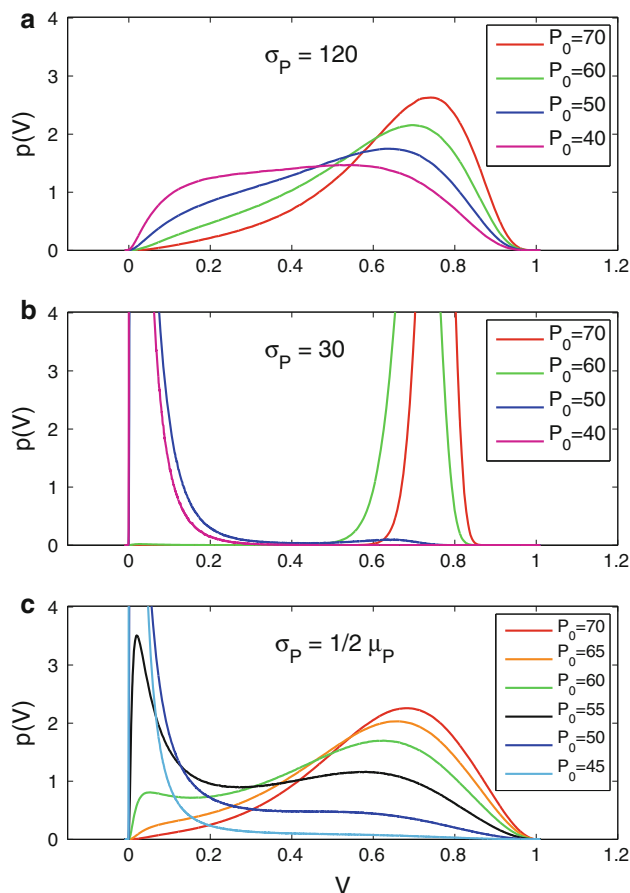 a
σP = 120
P0=70
P0=60
P0=50
P0=40
p(V)
4
3
2
1
0
0 0.2 0.4 0.6 0.8 1 1.2
b
σP = 30
P0=70
P0=60
P0=50
P0=40
p(V)
4
3
2
1
0
0 0.2 0.4 0.6 0.8 1 1.2
c
σP = 1/2 μP
P0=70
P0=65
P0=60
P0=55
P0=50
P0=45
p(V)
4
3
2
1
0
0 0.2 0.4 0.6 0.8 1 1.2
V